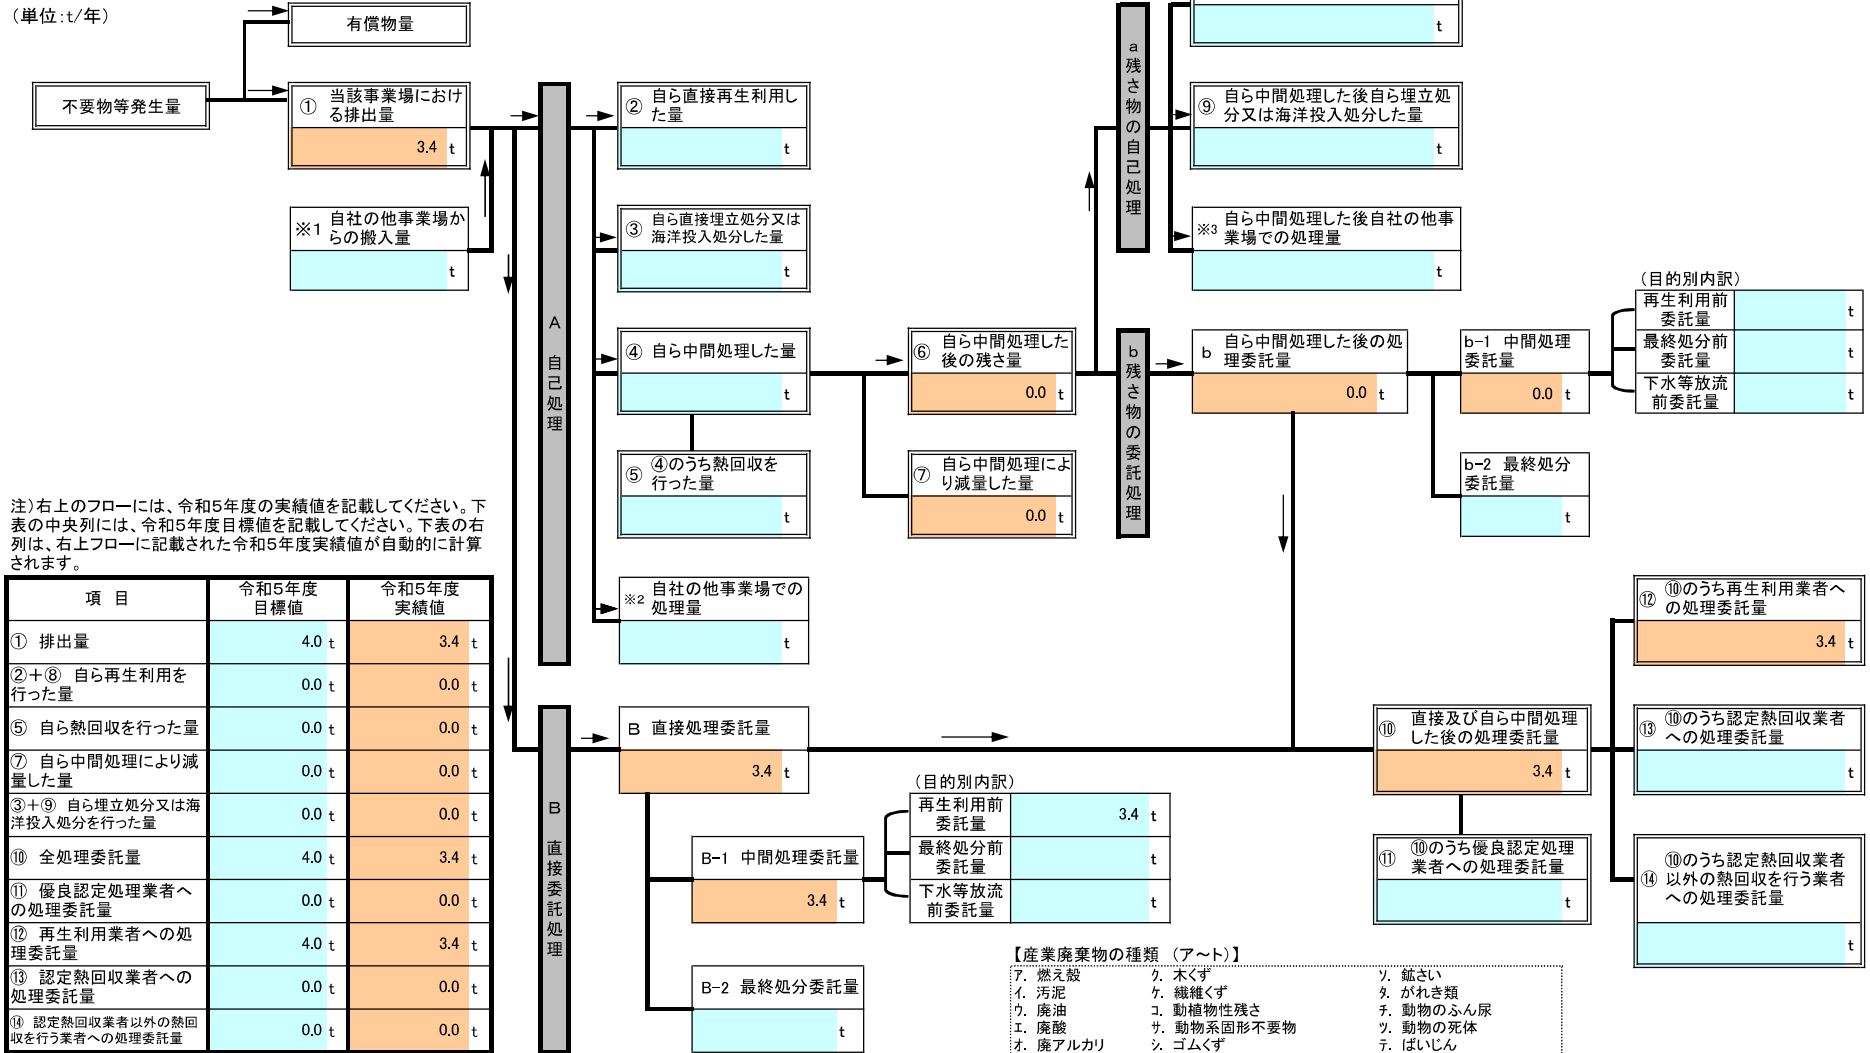 (単位:t/年)
有償物量
不要物等発生量
① 当該事業場におけ
る排出量
3.4 t
※1 自社の他事業場か
らの搬入量
t
A 自己処理
② 自ら直接再生利用し
た量
t
③ 自ら直接埋立処分又は
海洋投入処分した量
t
④ 自ら中間処理した量
t
⑤ ④のうち熱回収を
行った量
t
※2 自社の他事業場での
処理量
t
⑥ 自ら中間処理した
後の残さ量
0.0 t
⑦ 自ら中間処理によ
り減量した量
0.0 t
a 残さ物の自己処理
t
⑨ 自ら中間処理した後自ら埋立処
分又は海洋投入処分した量
t
※3 自ら中間処理した後自社の他事
業場での処理量
t
b 残さ物の委託処理
b 自ら中間処理した後の処
理委託量
0.0 t
b-1 中間処理
委託量
0.0 t
(目的別内訳)
再生利用前
委託量 t
最終処分前
委託量 t
下水等放流
前委託量 t
b-2 最終処分
委託量
t
注)右上のフローには、令和5年度の実績値を記載してください。下
表の中央列には、令和5年度目標値を記載してください。下表の右
列は、右上フローに記載された令和5年度実績値が自動的に計算
されます。
項 目 令和5年度
目標値 令和5年度
実績値
① 排出量 4.0 t 3.4 t
②+⑧ 自ら再生利用を
行った量 0.0 t 0.0 t
⑤ 自ら熱回収を行った量 0.0 t 0.0 t
⑦ 自ら中間処理により減
量した量 0.0 t 0.0 t
③+⑨ 自ら埋立処分又は海
洋投入処分を行った量 0.0 t 0.0 t
⑩ 全処理委託量 4.0 t 3.4 t
⑪ 優良認定処理業者へ
の処理委託量 0.0 t 0.0 t
⑫ 再生利用業者への処
理委託量 4.0 t 3.4 t
⑬ 認定熱回収業者への
処理委託量 0.0 t 0.0 t
⑭ 認定熱回収業者以外の熱回
収を行う業者への処理委託量 0.0 t 0.0 t
B 直接委託処理
B 直接処理委託量
3.4 t
B-1 中間処理委託量
3.4 t
B-2 最終処分委託量
t
(目的別内訳)
再生利用前
委託量 3.4 t
最終処分前
委託量 t
下水等放流
前委託量 t
⑩ 直接及び自ら中間処理
した後の処理委託量
3.4 t
⑪ ⑩のうち優良認定処理
業者への処理委託量
t
⑫ ⑩のうち再生利用業者へ
の処理委託量
3.4 t
⑬ ⑩のうち認定熱回収業者
への処理委託量
t
⑭ ⑩のうち認定熱回収業者
以外の熱回収を行う業者
への処理委託量
t
【産業廃棄物の種類 (ア~ト)】
ア. 燃え殻 ク. 木くず ソ. 鉱さい
イ. 汚泥 ケ. 繊維くず タ. がれき類
ウ. 廃油 コ. 動植物性残さ チ. 動物のふん尿
エ. 廃酸 サ. 動物系固形不要物 ツ. 動物の死体
オ. 廃アルカリ シ. ゴムくず テ. ばいじん